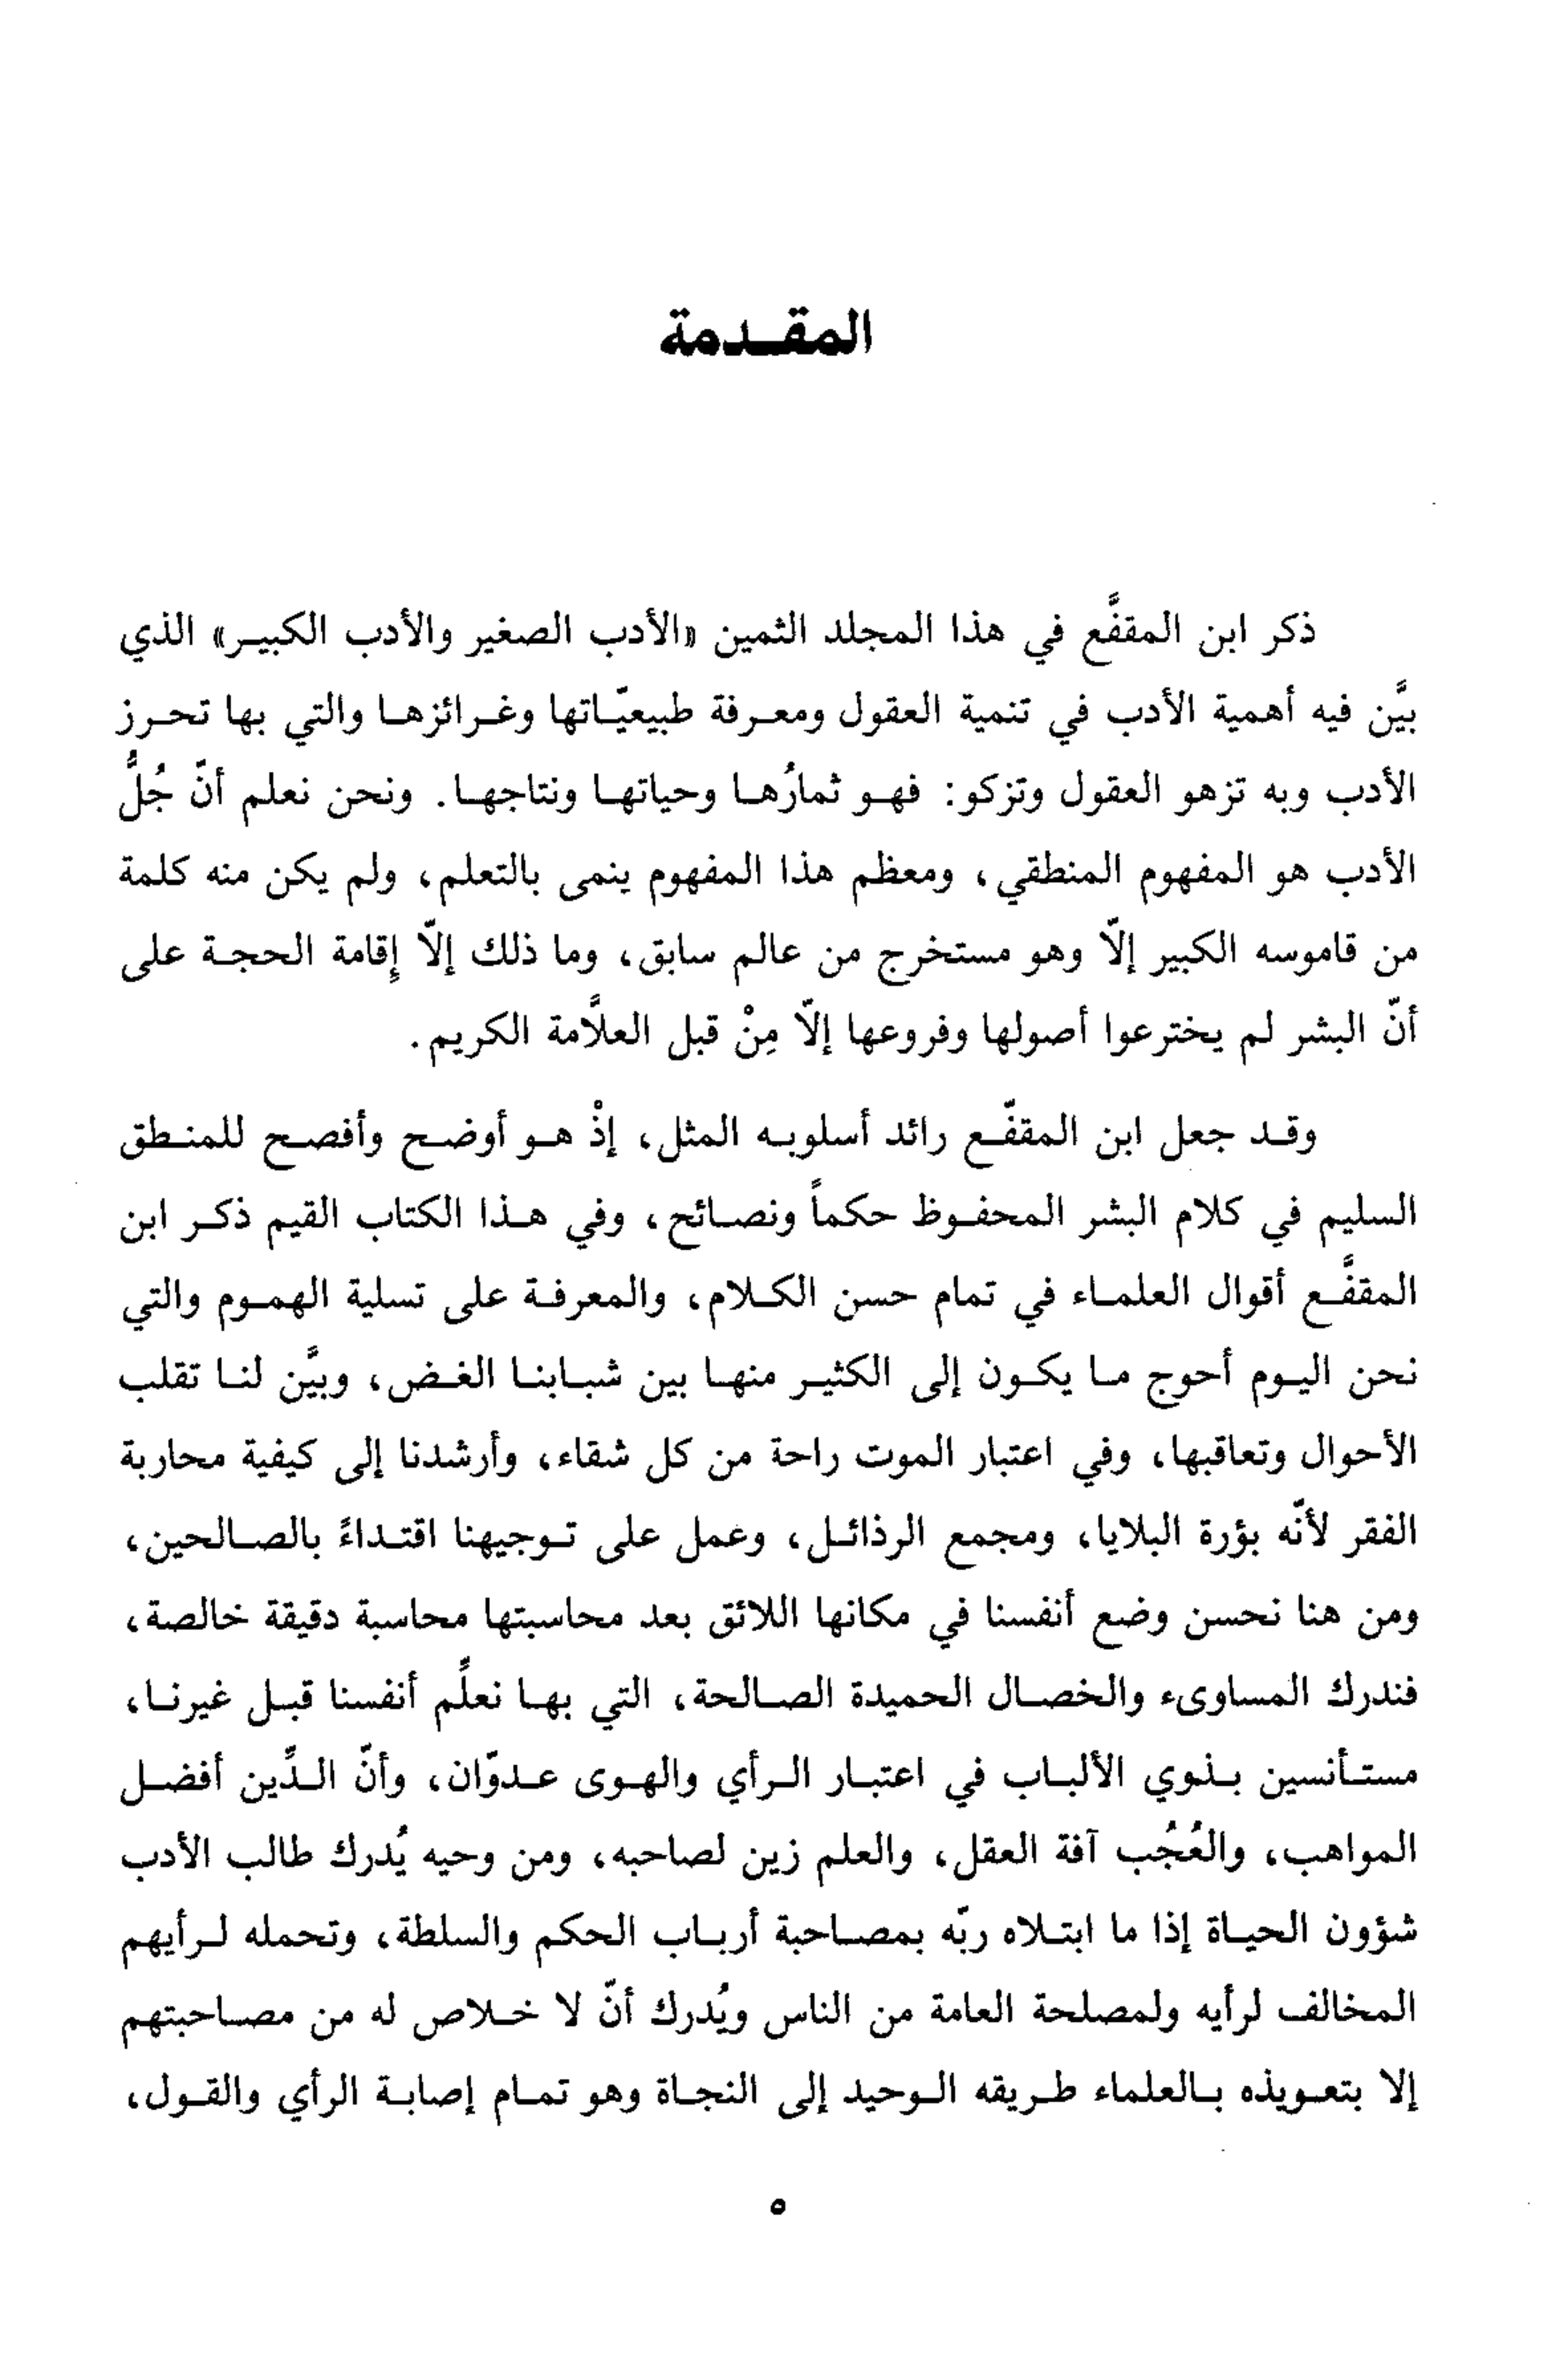 المقدمة
ذكر ابن المقفَّع في هذا المجلد الثمين «الأدب الصغير والأدب الكبير» الذي
بيَّن فيه أهمية الأدب في تنمية العقول ومعرفة طبيعيّاتها وغرائزها والتي بها تحرز
الأدب وبه تزهو العقول وتزكو: فهو ثمارُها وحياتها ونتاجها. ونحن نعلم أنّ جُلُّ
الأدب هو المفهوم المنطقي، ومعظم هذا المفهوم ينمى بالتعلم، ولم يكن منه كلمة
من قاموسه الكبير إلاّ وهو مستخرج من عالم سابق، وما ذلك إلاّ إِقامة الحجة على
أنّ البشر لم يخترعوا أصولها وفروعها إلاّ مِنْ قبل العلاَّمة الكريم.
وقد جعل ابن المقفّع رائد أسلوبه المثل، إذْ هو أوضح وأفصح للمنطق
السليم في كلام البشر المحفوظ حكماً ونصائح، وفي هذا الكتاب القيم ذكر ابن
المقفَّع أقوال العلماء في تمام حسن الكلام، والمعرفة على تسلية الهموم والتي
نحن اليوم أحوج ما يكون إلى الكثير منها بين شبابنا الغض، وبيَّن لنا تقلب
الأحوال وتعاقبها، وفي اعتبار الموت راحة من كل شقاء، وأرشدنا إلى كيفية محاربة
الفقر لأنّه بؤرة البلايا، ومجمع الرذائل، وعمل على توجيهنا اقتداءً بالصالحين،
ومن هنا نحسن وضع أنفسنا في مكانها اللائق بعد محاسبتها محاسبة دقيقة خالصة،
فندرك المساوىء والخصال الحميدة الصالحة، التي بها نعلِّم أنفسنا قبل غيرنا،
مستأنسين بذوي الألباب في اعتبار الرأي والهوى عدوّان، وأنّ الدِّين أفضل
المواهب، والعُجُب آفة العقل، والعلم زين لصاحبه، ومن وحيه يُدرك طالب الأدب
شؤون الحياة إذا ما ابتلاه ربّه بمصاحبة أرباب الحكم والسلطة، وتحمله لرأيهم
المخالف لرأيه ولمصلحة العامة من الناس ويُدرك أنّ لا خلاص له من مصاحبتهم
إلا بتعويذه بالعلماء طريقه الوحيد إلى النجاة وهو تمام إصابة الرأي والقول،
٥